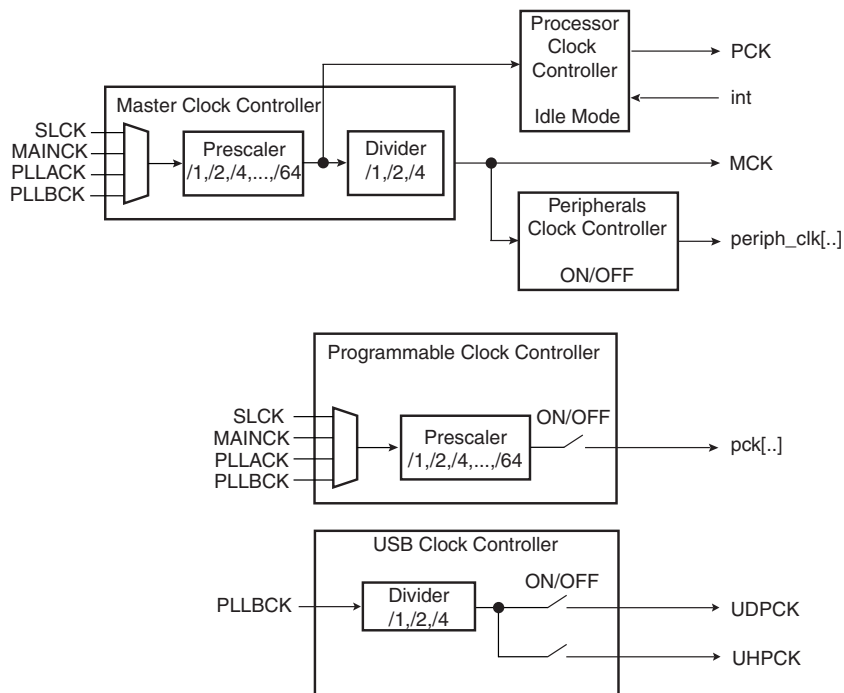 Processor
Clock
Controller
Idle Mode
PCK
int
Master Clock Controller
SLCK
MAINCK
PLLACK
PLLBCK
Prescaler
/1,/2,/4,...,/64
Divider
/1,/2,/4
MCK
Peripherals
Clock Controller
ON/OFF
periph_clk[..]
Programmable Clock Controller
SLCK
MAINCK
PLLACK
PLLBCK
Prescaler
/1,/2,/4,...,/64
ON/OFF
pck[..]
USB Clock Controller
PLLBCK
Divider
/1,/2,/4
ON/OFF
UDPCK
UHPCK